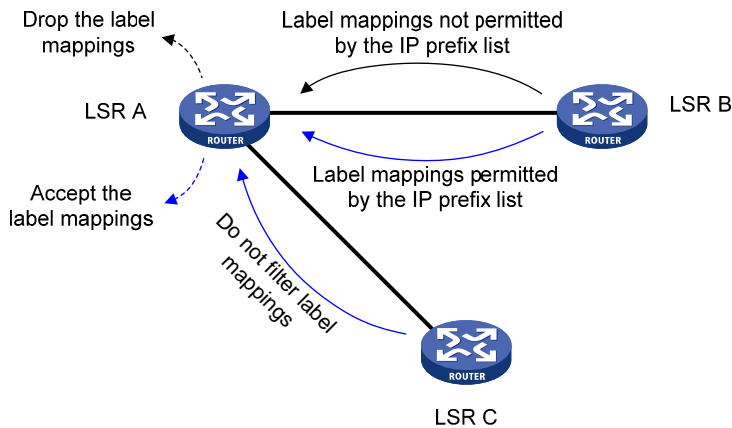 Drop the label
mappings
Label mappings not permitted
by the IP prefix list
LSR A
ROUTER
ROUTER
LSR B
Label mappings permitted
by the IP prefix list
Accept the
label mappings
Do not filter label
mappings
ROUTER
LSR C